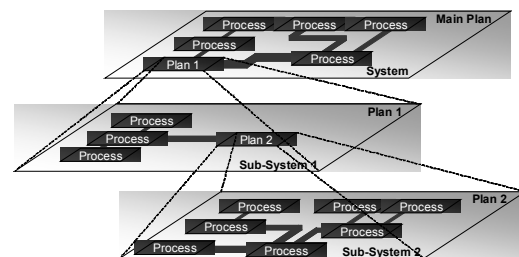 Process Process Process Main Plan
Process Process
Plan 1 System
Plan 1
Process
Process Plan 2
Process Sub-System 1
Plan 2
Process Process Process
Process Process
Process Process Sub-System 2